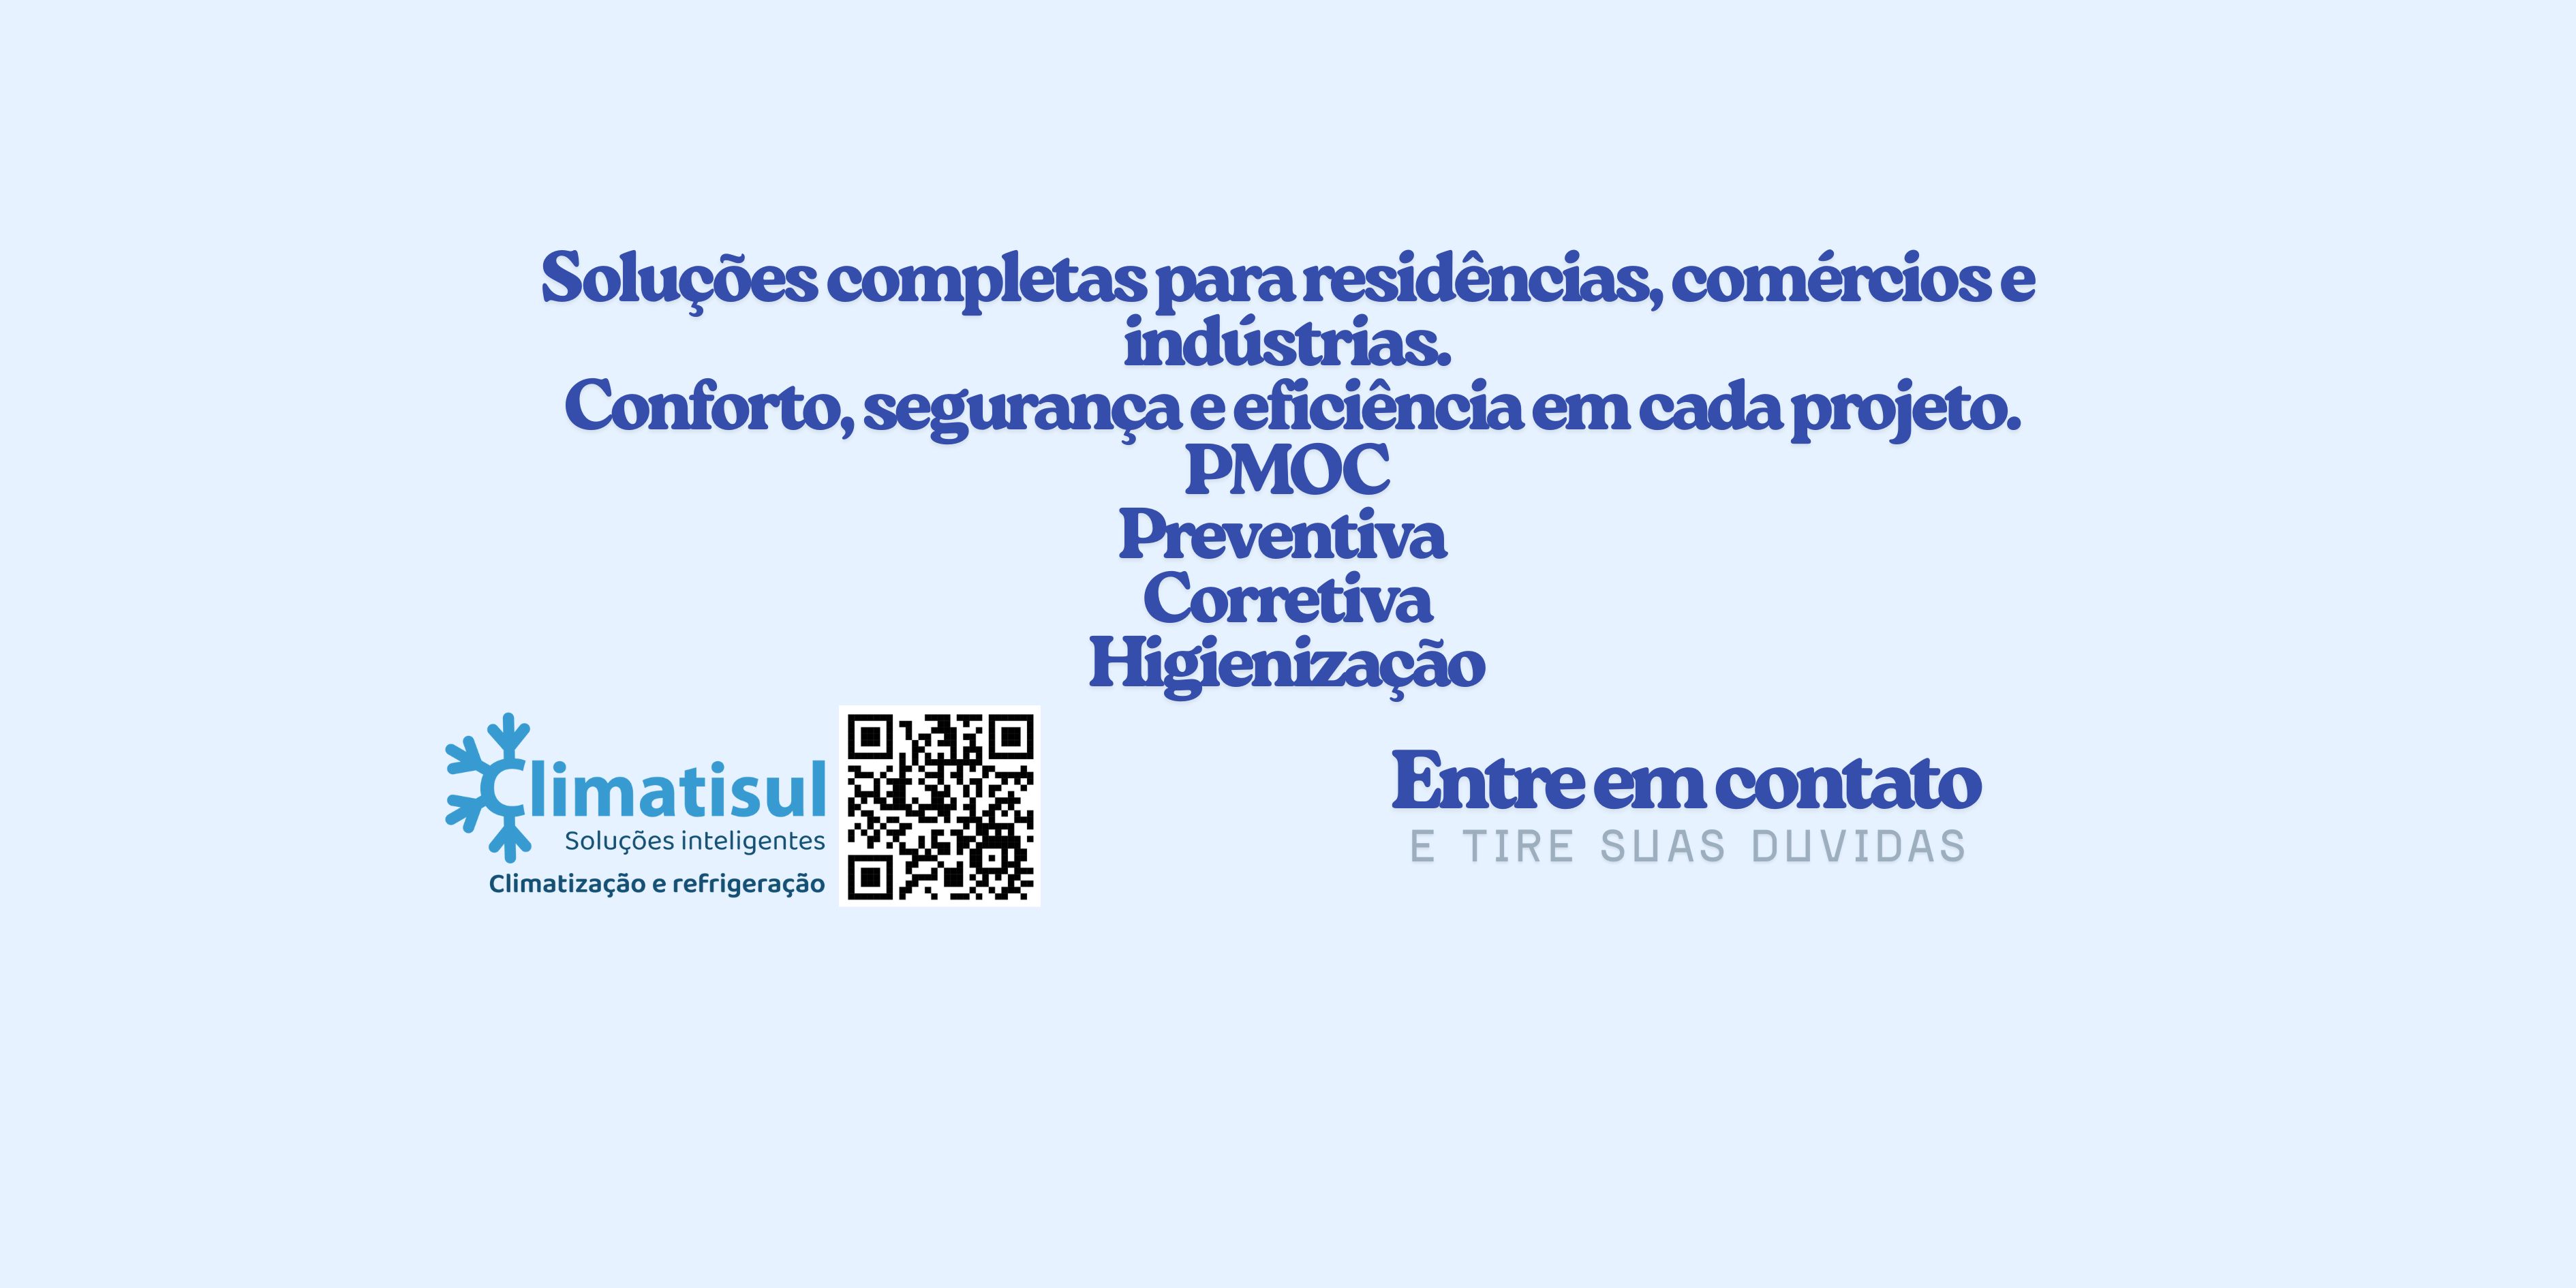 Soluções completas para residências, comércios e
indústrias.
Conforto, segurança e eficiência em cada projeto.
PMOC
Preventiva
Corretiva
Higienização
Climatisul
Soluções inteligentes
Climatização e refrigeração
Entre em contato
E TIRE SUAS DUVIDAS